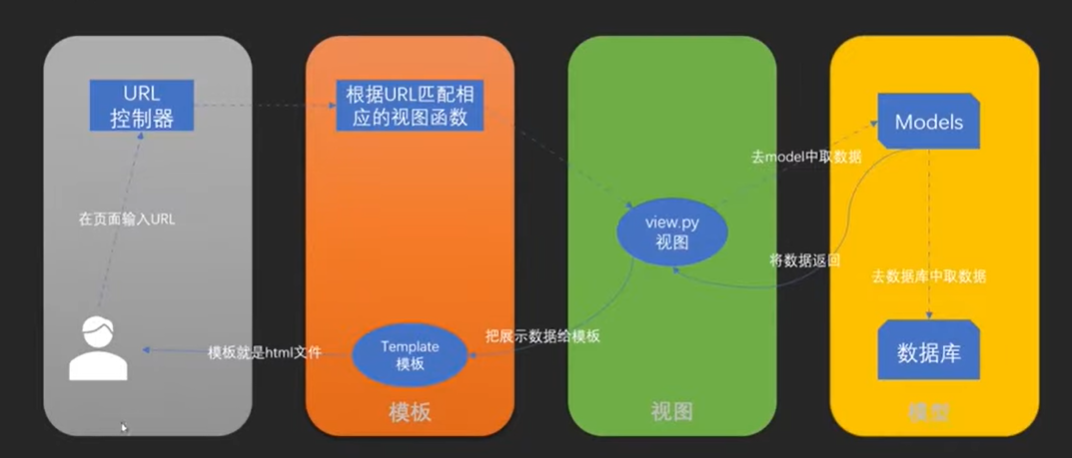 URL
控制器
根据URL匹配相
应的视图函数
Models
去model中取数据
在页面输入URL
view.py
视图
将数据返回
去数据库中取数据
把展示数据给模板
模板就是html文件
Template
模板
数据库
模板
视图
模型